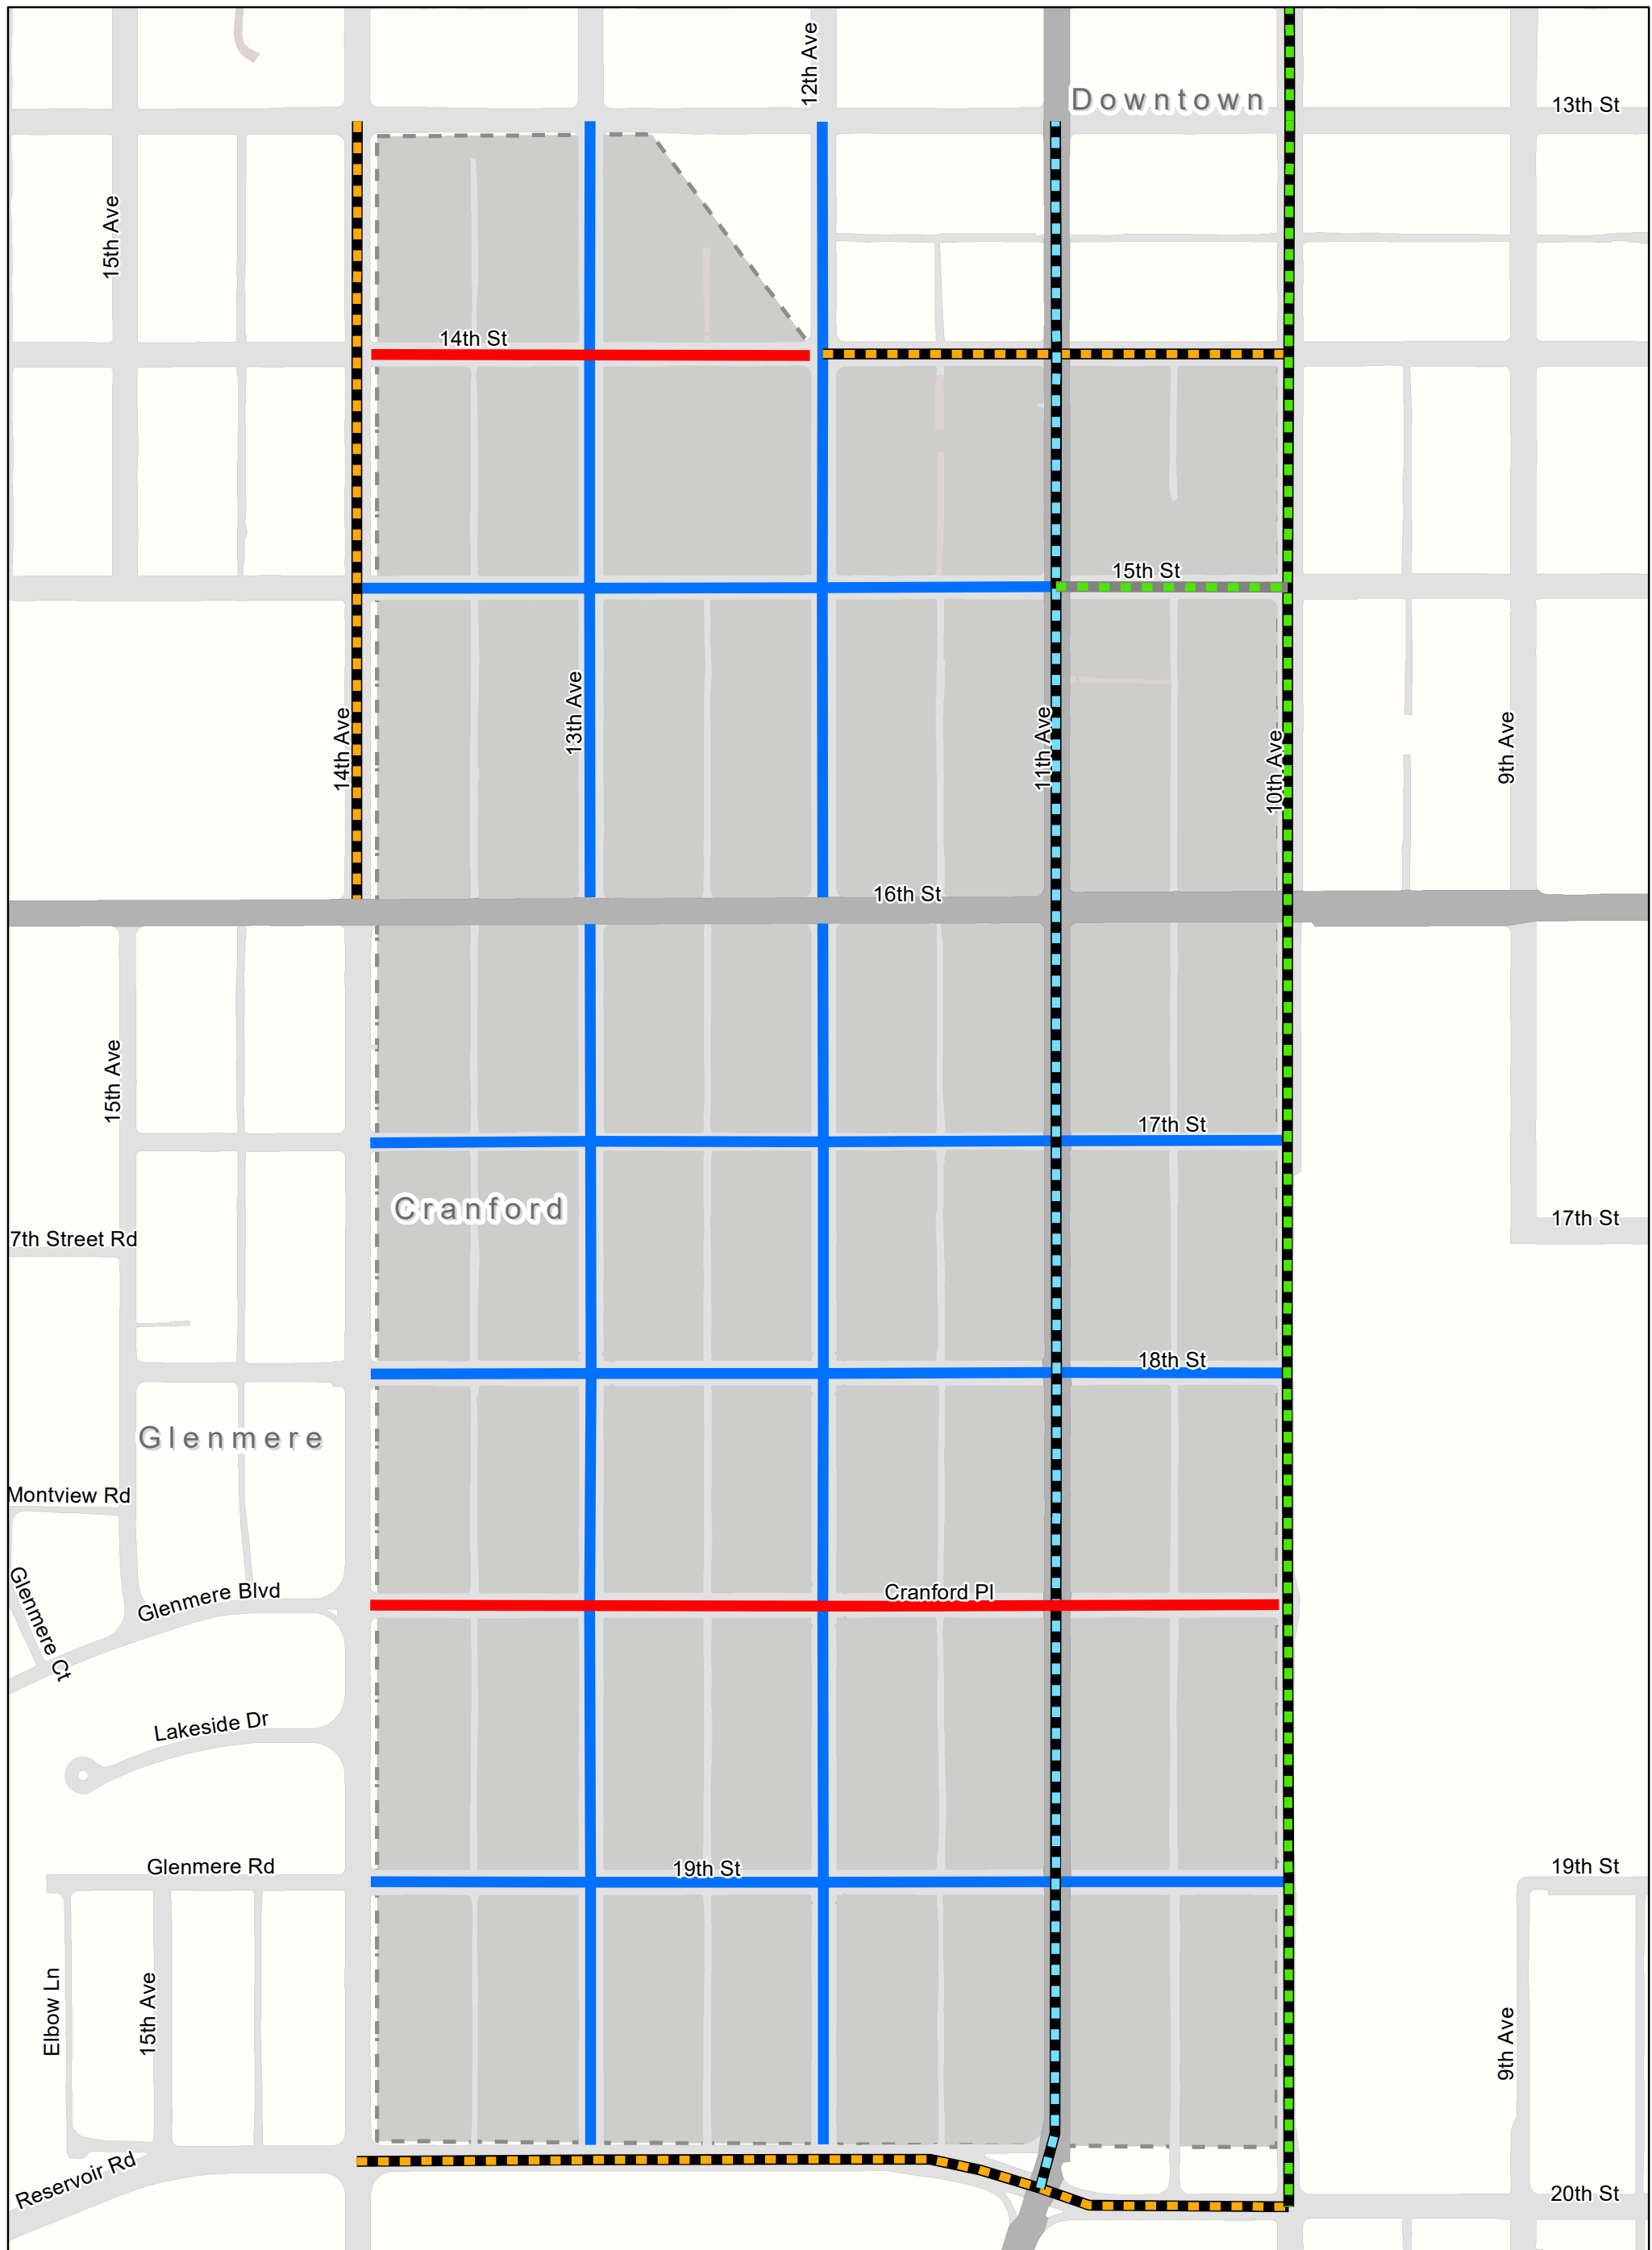 12th Ave
Downtown
13th St
15th Ave
14th St
15th St
14th Ave
13th Ave
11th Ave
10th Ave
9th Ave
16th St
15th Ave
17th St
Cranford
17th St
7th Street Rd
18th St
Glenmere
Montview Rd
Glenmere Ct
Glenmere Blvd
Cranford Pl
Lakeside Dr
Glenmere Rd
19th St
19th St
Elbow Ln
15th Ave
9th Ave
Reservoir Rd
20th St